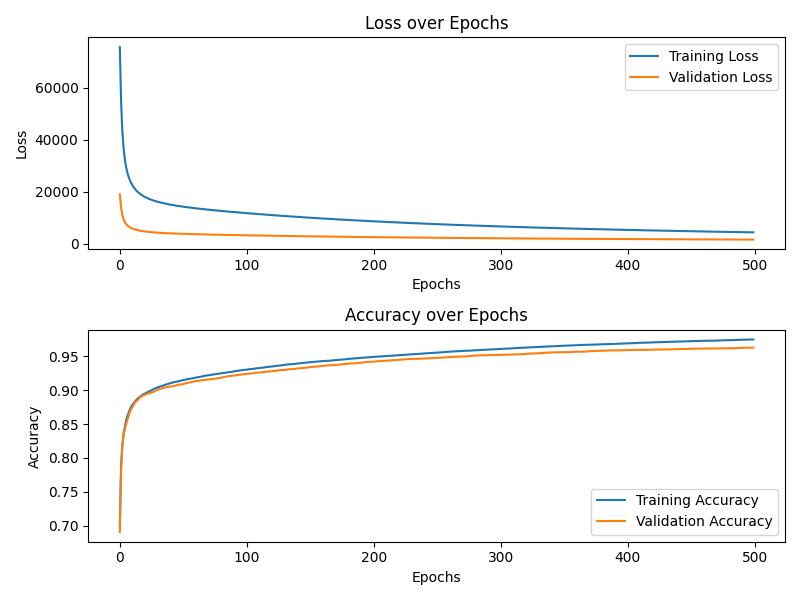 Loss over Epochs
Loss
60000
40000
20000
0
Training Loss
Validation Loss
0 100 200 300 400 500
Epochs
Accuracy over Epochs
Accuracy
0.95
0.90
0.85
0.80
0.75
0.70
Training Accuracy
Validation Accuracy
0 100 200 300 400 500
Epochs